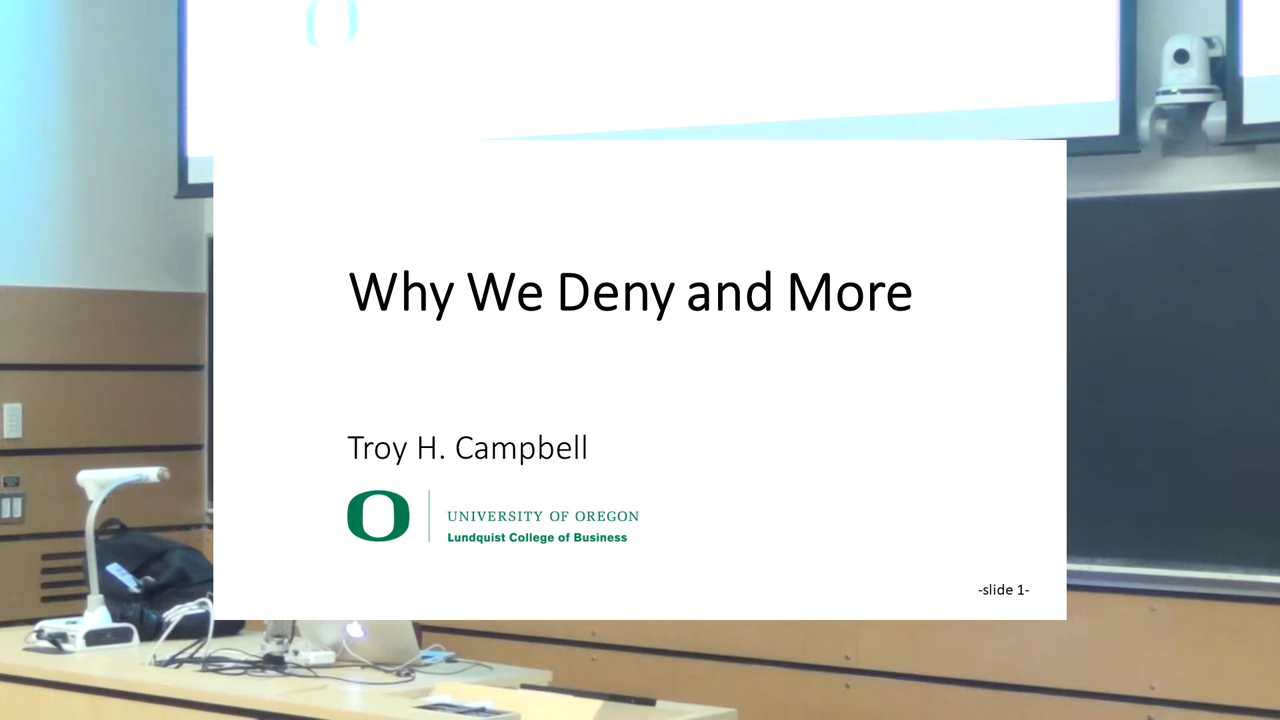 Why We Deny and More
Troy H. Campbell
UNIVERSITY OF OREGON
Lundquist College of Business
-slide 1-